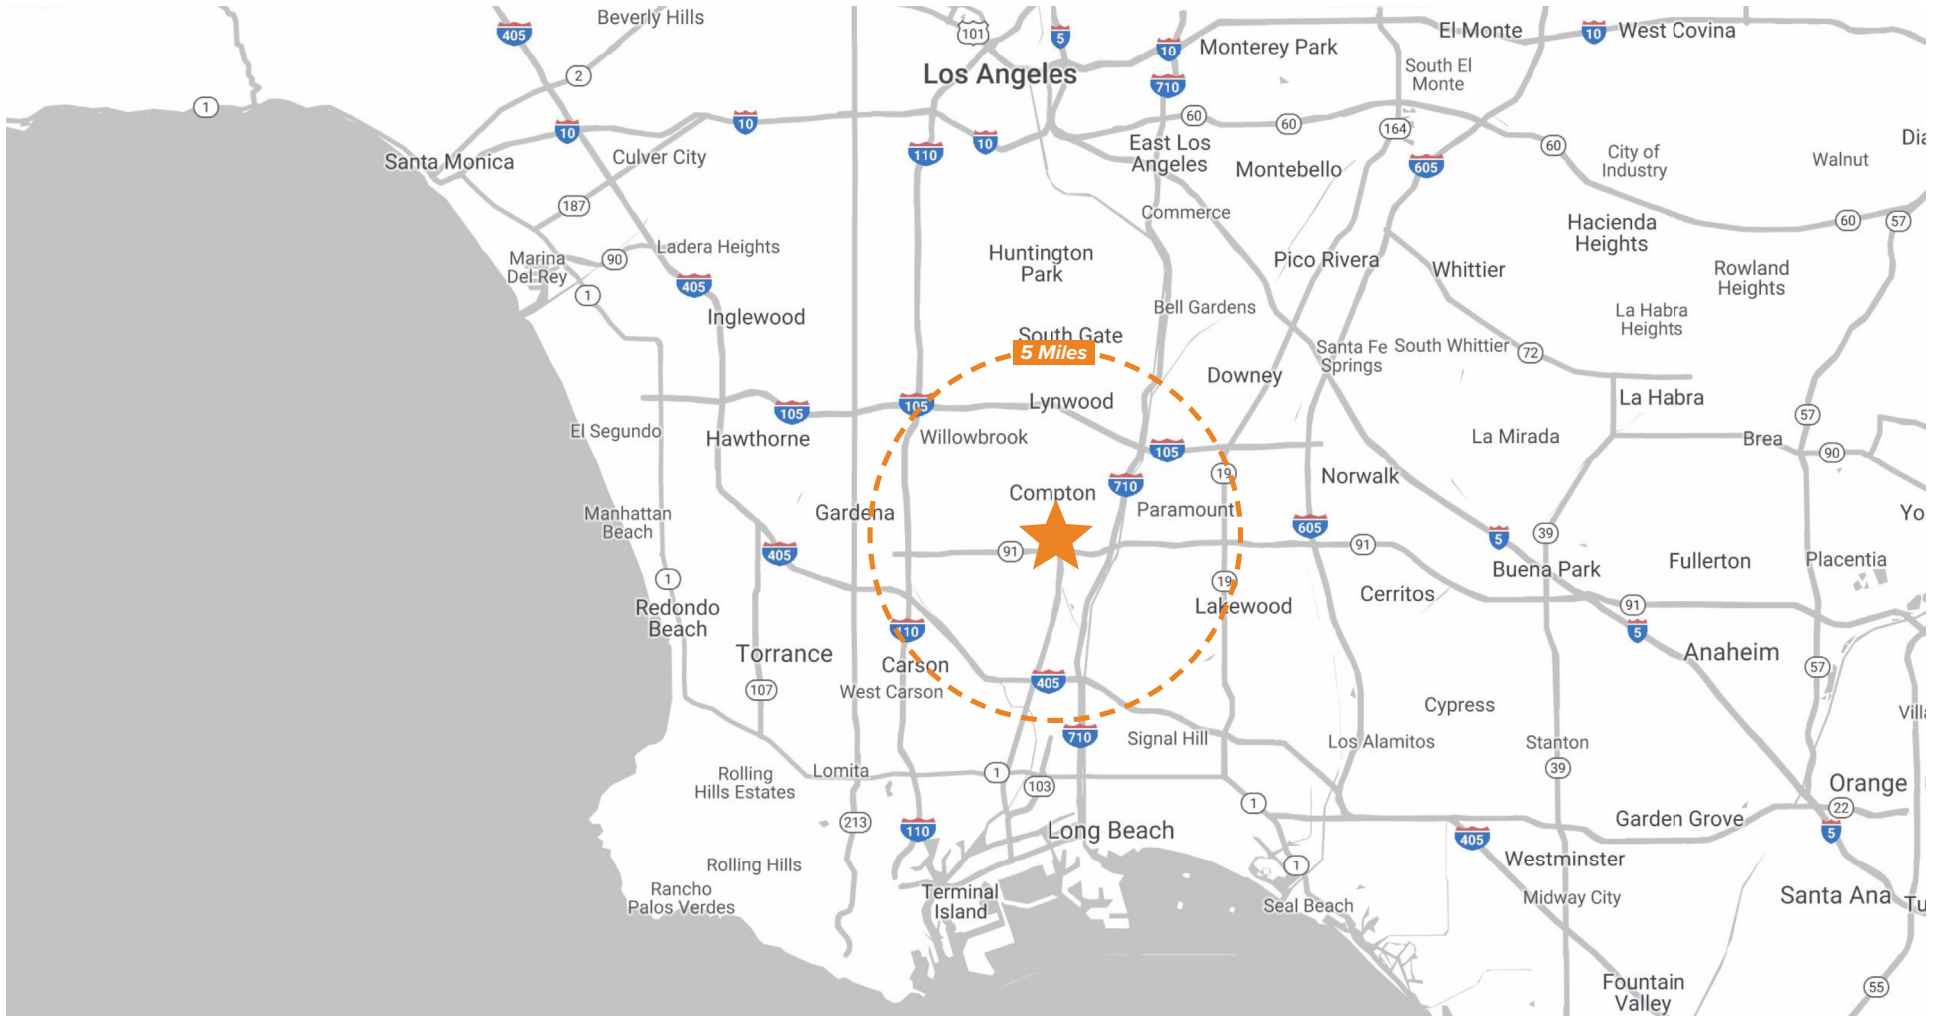 Beverly Hills
405
101
5
10
Monterey Park
El Monte
10
West Covina
2
Los Angeles
710
South El
Monte
1
10
10
110
10
60
60
164
60
Santa Monica
Culver City
East Los
Angeles
Montebello
605
City of
Industry
Walnut
Dia
187
Commerce
Hacienda
Heights
60
57
Marina
Del Rey
90
Ladera Heights
Huntington
Park
Pico Rivera
Whittier
Rowland
Heights
1
405
Inglewood
Bell Gardens
La Habra
Heights
South Gate
5 Miles
Santa Fe
Springs
South Whittier
72
Downey
La Habra
105
105
Lynwood
57
El Segundo
Hawthorne
Willowbrook
105
La Mirada
Brea
90
Compton
710
19
Norwalk
Manhattan
Beach
Gardena
Paramount
605
Yo
405
91
91
5
39
Buena Park
Fullerton
Placentia
1
Redondo
Beach
19
Lakewood
Cerritos
91
5
110
Torrance
Carson
West Carson
405
Anaheim
57
107
Cypress
Villa
710
Signal Hill
Los Alamitos
Stanton
39
Rolling
Hills Estates
Lomita
1
103
1
Orange
22
213
110
Long Beach
405
Garden Grove
5
Rolling Hills
1
Westminster
Rancho
Palos Verdes
Terminal
Island
Seal Beach
Midway City
Santa Ana
Tu
Fountain
Valley
55